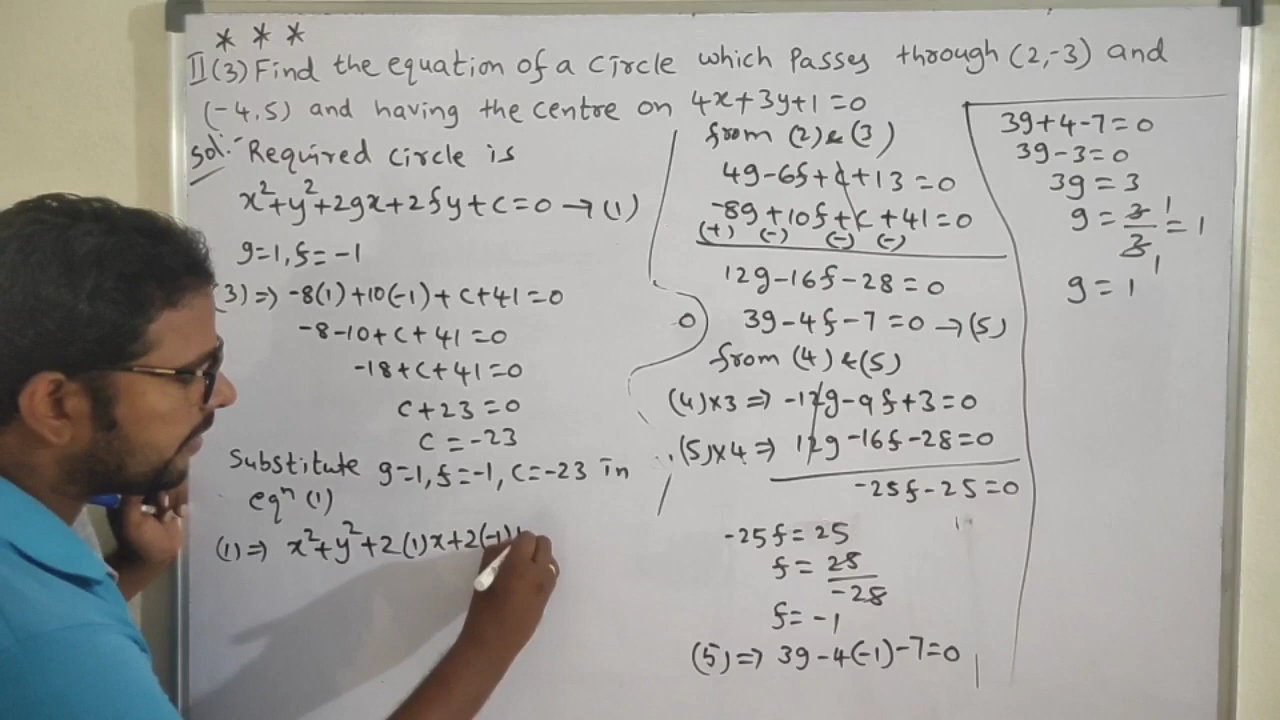 * * *
II (3) Find the equation of a circle which Passes through (2,-3) and
(-4,5) and having the centre on 4x+3y+1=0
Sol:- Required circle is
x²+y²+2gx+2fy+c=0 → (1)
g=1, f=-1
(3) ⇒ -8(1)+10(-1)+c+41=0
-8-10+c+41=0
-18+c+41=0
c+23=0
c=-23
Substitute g=1, f=-1, c=-23 in
eqⁿ (1)
(1) ⇒ x²+y²+2(1)x+2(-1)
from (2) & (3)
4g-6f+c+13=0
-8g+10f+c+41=0
(+) (-) (-) (-)
12g-16f-28=0
0) 3g-4f-7=0 → (5)
from (4) & (5)
(4)×3 ⇒ -12g-9f+3=0
(5)×4 ⇒ 12g-16f-28=0
-25f-25=0
-25f=25
f=25/-25
f=-1
(5) ⇒ 3g-4(-1)-7=0
3g+4-7=0
3g-3=0
3g=3
g=3/3=1
g=1